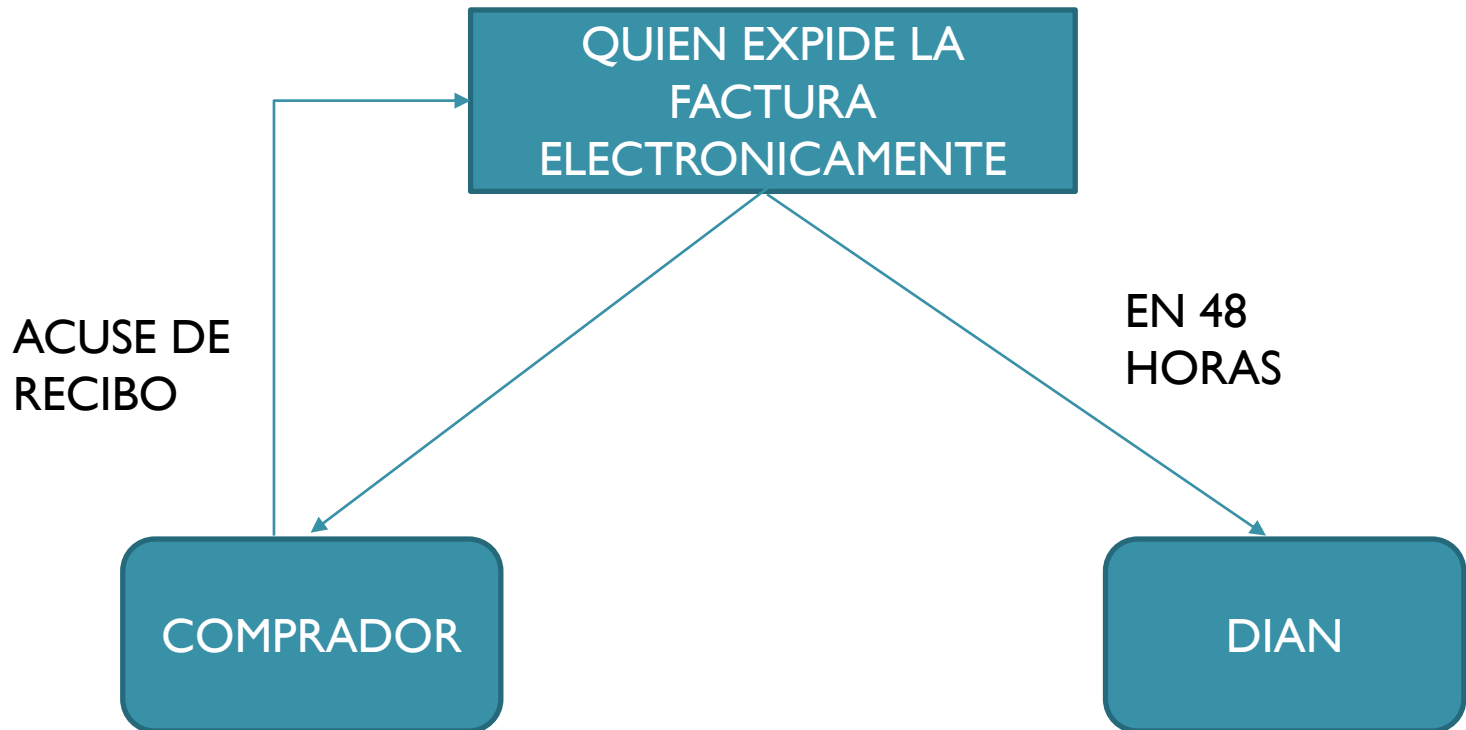 QUIEN EXPIDE LA
FACTURA
ELECTRONICAMENTE
ACUSE DE
RECIBO
EN 48
HORAS
COMPRADOR
DIAN